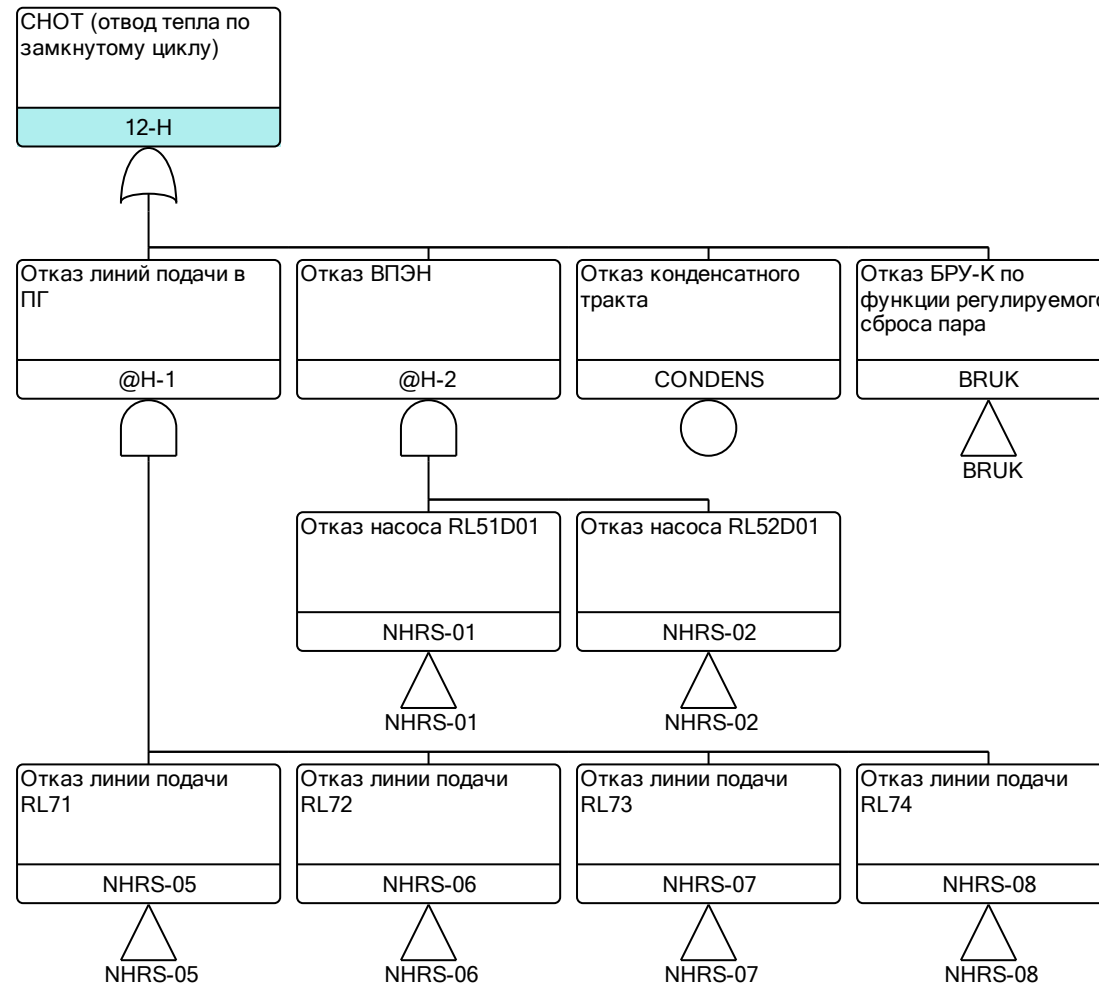 СНОТ (отвод тепла по
замкнутому циклу)
12-Н
Отказ линий подачи в
ПГ
@Н-1
Отказ ВПЭН
@Н-2
Отказ конденсатного
тракта
CONDENS
Отказ БРУ-К по
функции регулируемого
сброса пара
BRUK
BRUK
Отказ насоса RL51D01
NHRS-01
NHRS-01
Отказ насоса RL52D01
NHRS-02
NHRS-02
Отказ линии подачи
RL71
NHRS-05
NHRS-05
Отказ линии подачи
RL72
NHRS-06
NHRS-06
Отказ линии подачи
RL73
NHRS-07
NHRS-07
Отказ линии подачи
RL74
NHRS-08
NHRS-08